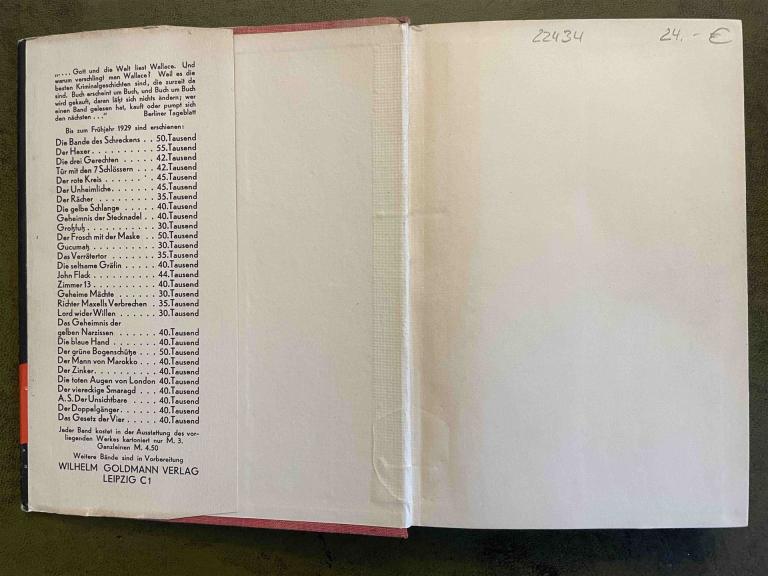 „... Gott und die Welt liest Wallace. Und
warum verschlingt man Wallace? Weil es die
besten Kriminalgeschichten sind, die zurzeit da
sind. Buch erscheint um Buch, und Buch um Buch
wird gekauft, daran läßt sich nichts ändern; wer
einen Band gelesen hat, kauft oder pumpt sich
den nächsten ..." Berliner Tageblatt
Bis zum Frühjahr 1929 sind erschienen:
Die Bande des Schreckens . . 50.Tausend
Der Hexer . . . . . . . . . . 55.Tausend
Die drei Gerechten . . . . . 42.Tausend
Tür mit den 7 Schlössern . . . 42.Tausend
Der rote Kreis . . . . . . . . 45.Tausend
Der Unheimliche . . . . . . . 45.Tausend
Der Rächer . . . . . . . . . 35.Tausend
Die gelbe Schlange . . . . . 40.Tausend
Geheimnis der Stecknadel . . 40.Tausend
Großfuß . . . . . . . . . . . 30.Tausend
Der Frosch mit der Maske . . 50.Tausend
Gucumatz . . . . . . . . . . 30.Tausend
Das Verrätertor . . . . . . . 35.Tausend
Die seltsame Gräfin . . . . . 40.Tausend
John Flack . . . . . . . . . . 44.Tausend
Zimmer 13 . . . . . . . . . . 40.Tausend
Geheime Mächte . . . . . . 30.Tausend
Richter Maxells Verbrechen . 35.Tausend
Lord wider Willen . . . . . . 30.Tausend
Das Geheimnis der
gelben Narzissen . . . . . . 40.Tausend
Die blaue Hand . . . . . . . 40.Tausend
Der grüne Bogenschütze . . . 50.Tausend
Der Mann von Marokko . . . 40.Tausend
Der Zinker . . . . . . . . . . 40.Tausend
Die toten Augen von London 40.Tausend
Der viereckige Smaragd . . . 40.Tausend
A. S. Der Unsichtbare . . . . 40.Tausend
Der Doppelgänger . . . . . . 40.Tausend
Das Gesetz der Vier . . . . . 40.Tausend
Jeder Band kostet in der Ausstattung des vor-
liegenden Werkes kartoniert nur M. 3.
Ganzleinen M. 4.50
Weitere Bände sind in Vorbereitung
WILHELM GOLDMANN VERLAG
LEIPZIG C1
22434 24.- €